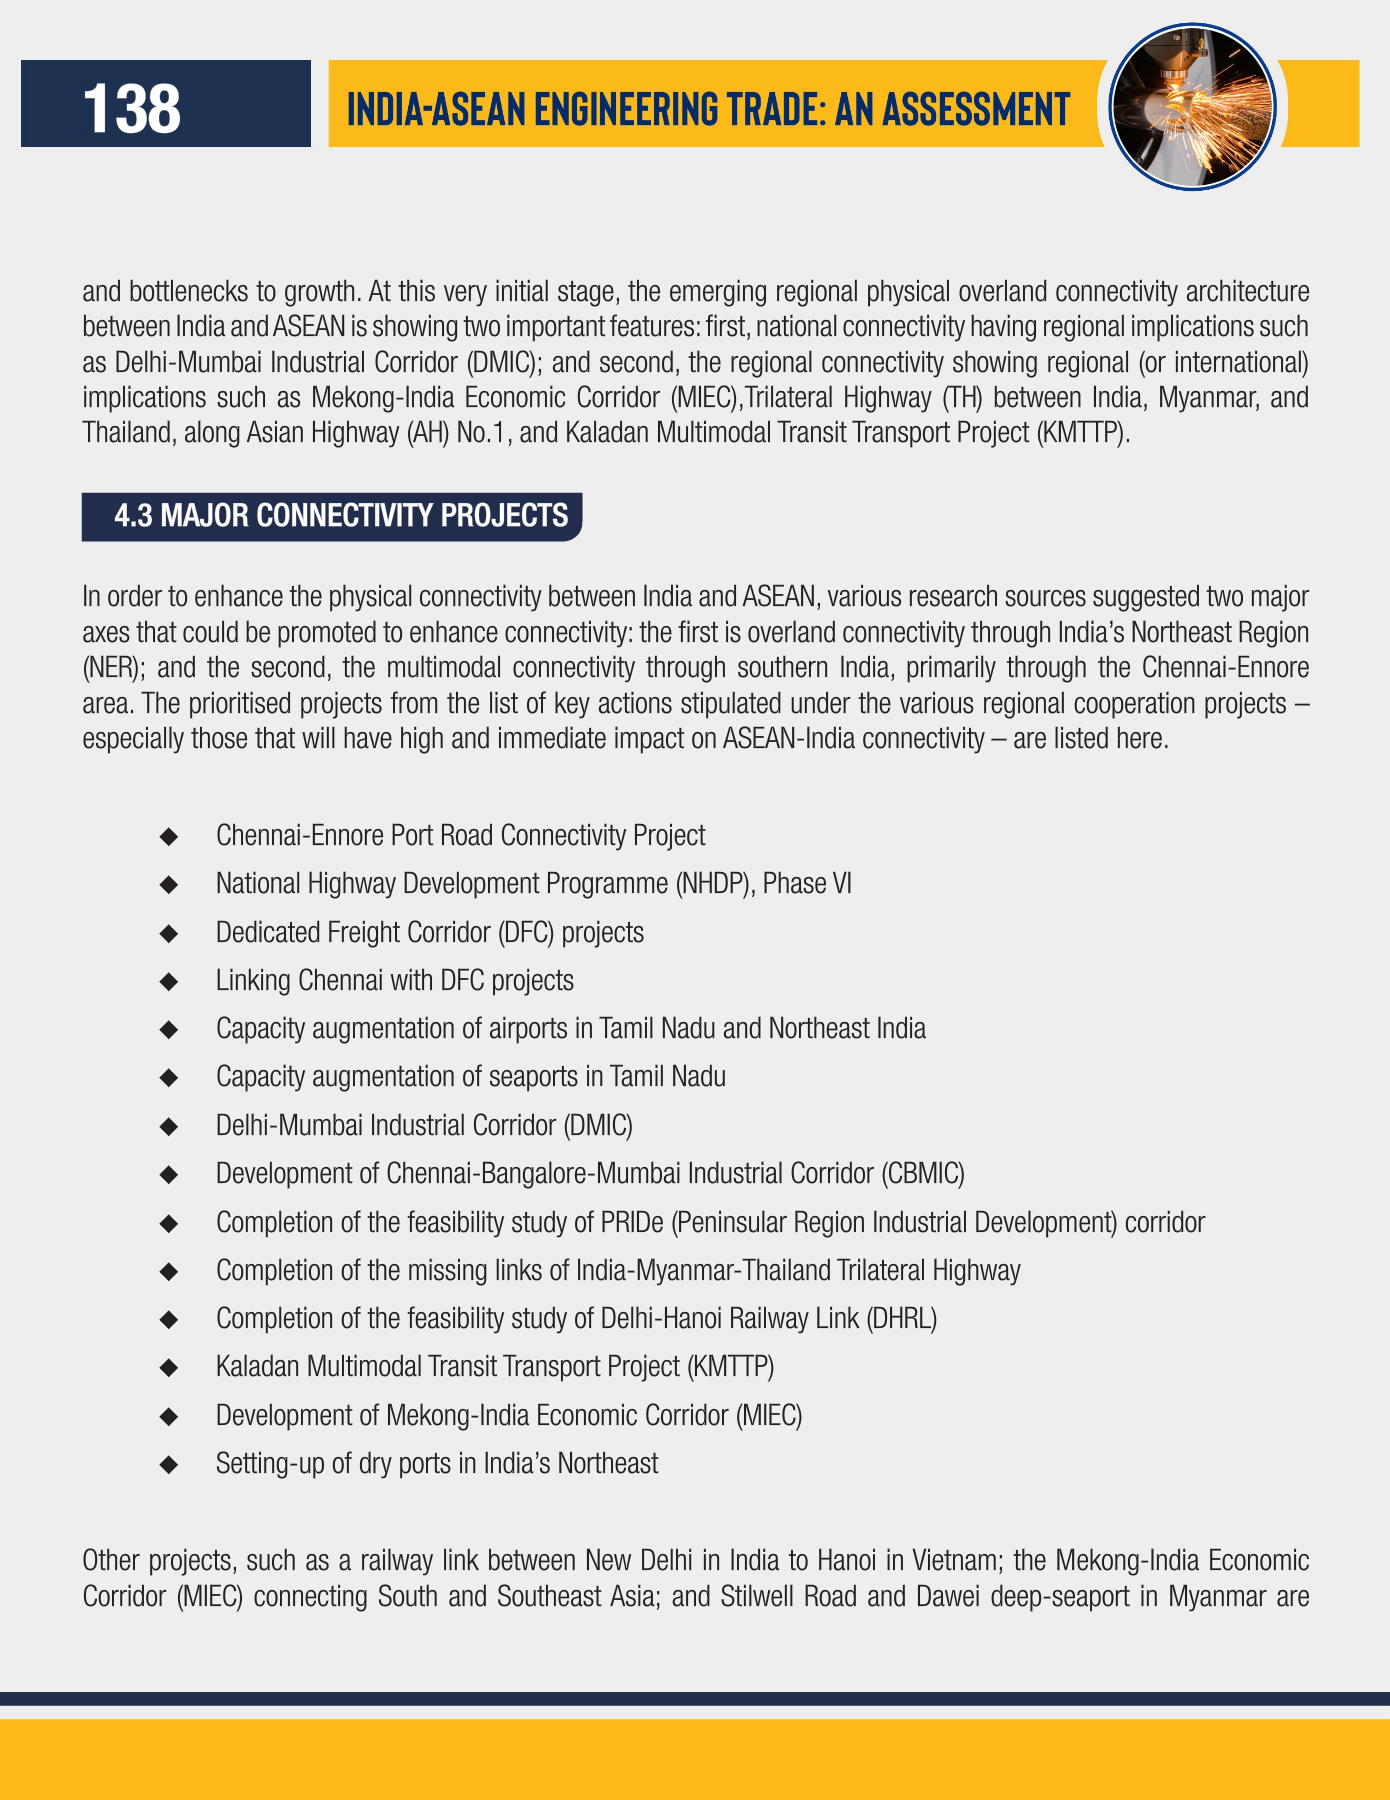 138
INDIA-ASEAN ENGINEERING TRADE: AN ASSESSMENT
and bottlenecks to growth. At this very initial stage, the emerging regional physical overland connectivity architecture
between India and ASEAN is showing two important features: first, national connectivity having regional implications such
as Delhi-Mumbai Industrial Corridor (DMIC); and second, the regional connectivity showing regional (or international)
implications such as Mekong-India Economic Corridor (MIEC),Trilateral Highway (TH) between India, Myanmar, and
Thailand, along Asian Highway (AH) No.1, and Kaladan Multimodal Transit Transport Project (KMTTP).
4.3 MAJOR CONNECTIVITY PROJECTS
In order to enhance the physical connectivity between India and ASEAN, various research sources suggested two major
axes that could be promoted to enhance connectivity: the first is overland connectivity through India’s Northeast Region
(NER); and the second, the multimodal connectivity through southern India, primarily through the Chennai-Ennore
area. The prioritised projects from the list of key actions stipulated under the various regional cooperation projects –
especially those that will have high and immediate impact on ASEAN-India connectivity – are listed here.
◆ Chennai-Ennore Port Road Connectivity Project
◆ National Highway Development Programme (NHDP), Phase VI
◆ Dedicated Freight Corridor (DFC) projects
◆ Linking Chennai with DFC projects
◆ Capacity augmentation of airports in Tamil Nadu and Northeast India
◆ Capacity augmentation of seaports in Tamil Nadu
◆ Delhi-Mumbai Industrial Corridor (DMIC)
◆ Development of Chennai-Bangalore-Mumbai Industrial Corridor (CBMIC)
◆ Completion of the feasibility study of PRIDe (Peninsular Region Industrial Development) corridor
◆ Completion of the missing links of India-Myanmar-Thailand Trilateral Highway
◆ Completion of the feasibility study of Delhi-Hanoi Railway Link (DHRL)
◆ Kaladan Multimodal Transit Transport Project (KMTTP)
◆ Development of Mekong-India Economic Corridor (MIEC)
◆ Setting-up of dry ports in India’s Northeast
Other projects, such as a railway link between New Delhi in India to Hanoi in Vietnam; the Mekong-India Economic
Corridor (MIEC) connecting South and Southeast Asia; and Stilwell Road and Dawei deep-seaport in Myanmar are